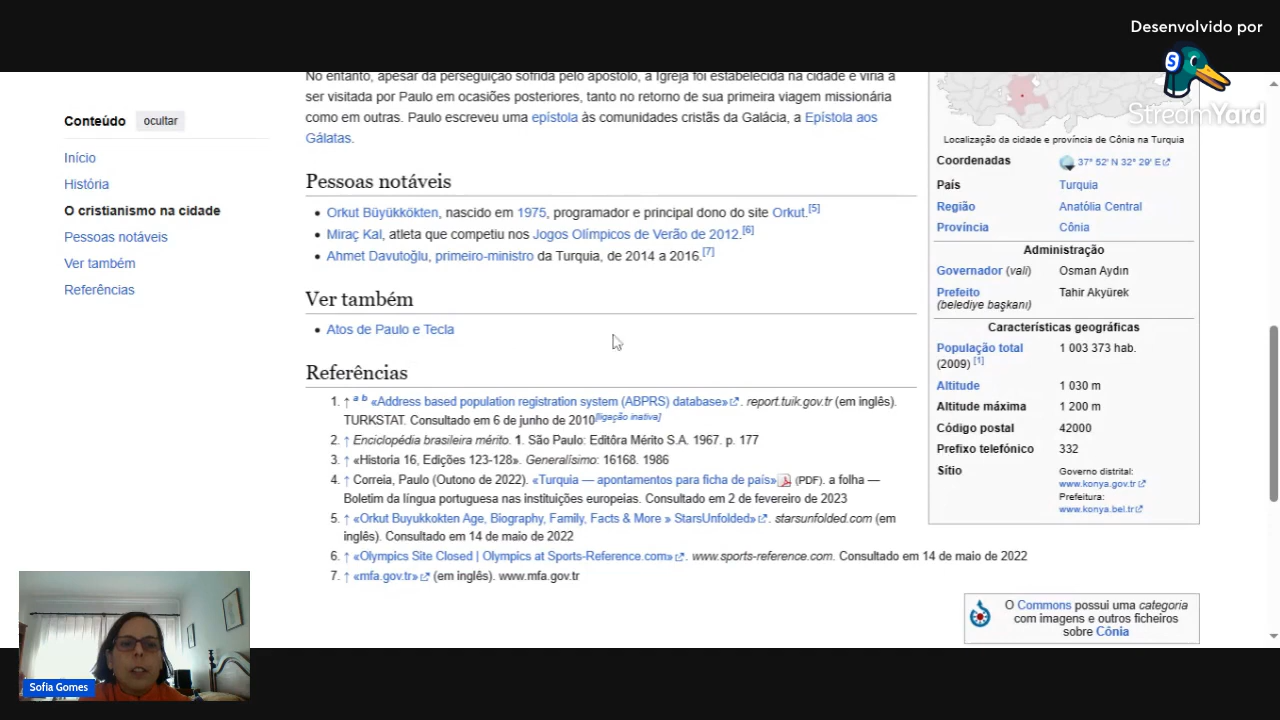 Desenvolvido por
StreamYard
No entanto, apesar da perseguição sofrida pelo apóstolo, a Igreja foi estabelecida na cidade e viria a
ser visitada por Paulo em ocasiões posteriores, tanto no retorno de sua primeira viagem missionária
como em outras. Paulo escreveu uma epístola às comunidades cristãs da Galácia, a Epístola aos
Gálatas.
Conteúdo ocultar
Início
História
O cristianismo na cidade
Pessoas notáveis
Ver também
Referências
Pessoas notáveis
• Orkut Büyükkökten, nascido em 1975, programador e principal dono do site Orkut.[5]
• Miraç Kal, atleta que competiu nos Jogos Olímpicos de Verão de 2012.[6]
• Ahmet Davutoğlu, primeiro-ministro da Turquia, de 2014 a 2016.[7]
Ver também
• Atos de Paulo e Tecla
Referências
1. ↑ a b «Address based population registration system (ABPRS) database». report.tuik.gov.tr (em inglês).
TURKSTAT. Consultado em 6 de junho de 2010[ligação inativa]
2. ↑ Enciclopédia brasileira mérito. 1. São Paulo: Editôra Mérito S.A. 1967. p. 177
3. ↑ «Historia 16, Edições 123-128». Generalísimo: 16168. 1986
4. ↑ Correia, Paulo (Outono de 2022). «Turquia — apontamentos para ficha de país» (PDF). a folha —
Boletim da língua portuguesa nas instituições europeias. Consultado em 2 de fevereiro de 2023
5. ↑ «Orkut Buyukkokten Age, Biography, Family, Facts & More » StarsUnfolded». starsunfolded.com (em
inglês). Consultado em 14 de maio de 2022
6. ↑ «Olympics Site Closed | Olympics at Sports-Reference.com». www.sports-reference.com. Consultado em 14 de maio de 2022
7. ↑ «mfa.gov.tr» (em inglês). www.mfa.gov.tr
Localização da cidade e província de Cônia na Turquia
Coordenadas 37° 52' N 32° 29' E
País Turquia
Região Anatólia Central
Província Cônia
Administração
Governador (vali) Osman Aydın
Prefeito Tahir Akyürek
(belediye başkanı)
Características geográficas
População total 1 003 373 hab.
(2009) [1]
Altitude 1 030 m
Altitude máxima 1 200 m
Código postal 42000
Prefixo telefónico 332
Sítio Governo distrital:
www.konya.gov.tr
Prefeitura:
www.konya.bel.tr
O Commons possui uma categoria
com imagens e outros ficheiros
sobre Cônia
Sofia Gomes